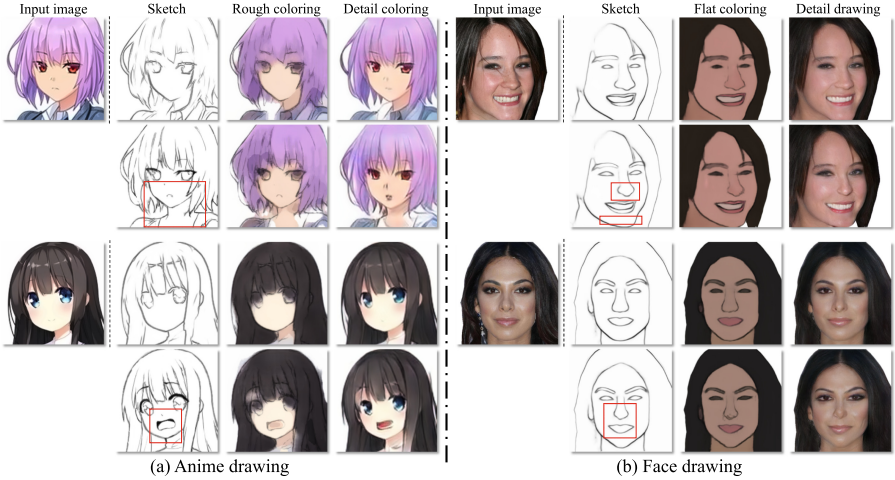 Input image Sketch Rough coloring Detail coloring Input image Sketch Flat coloring Detail drawing
(a) Anime drawing (b) Face drawing